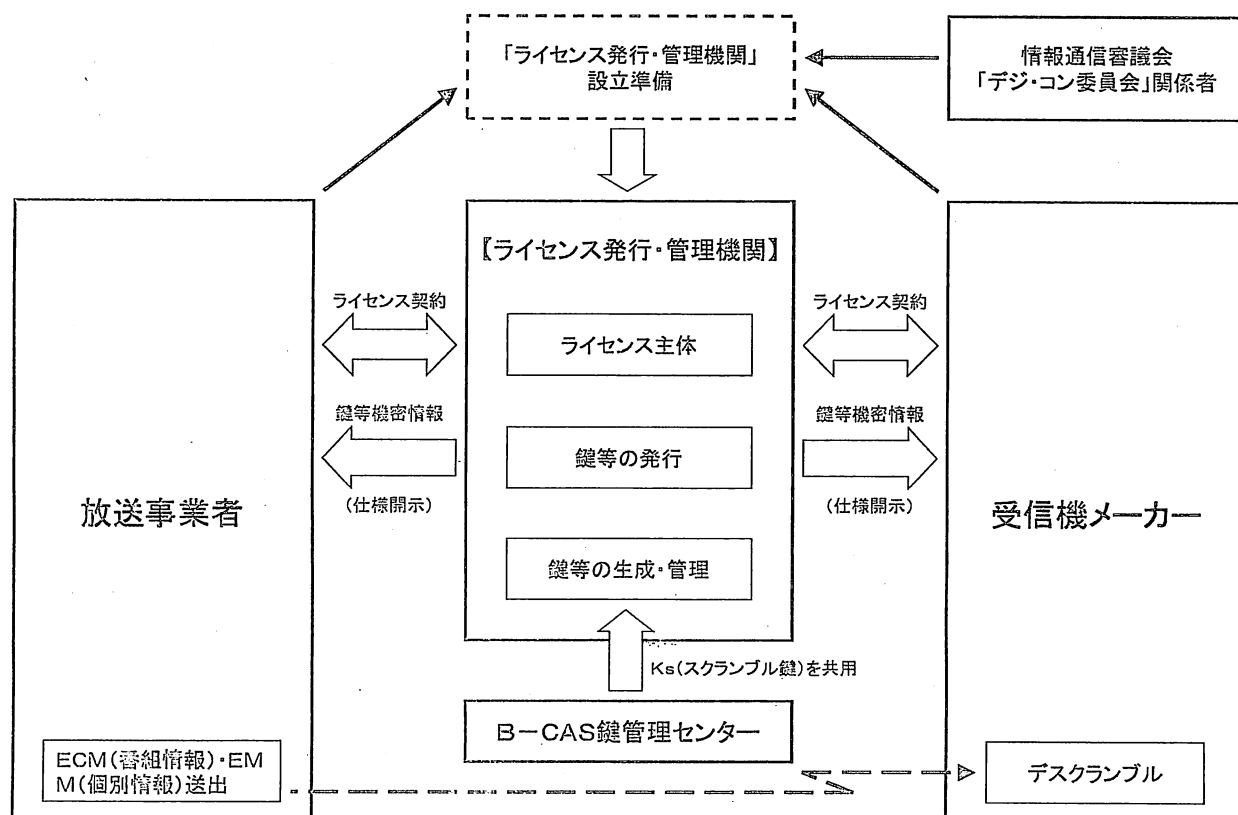 「ライセンス発行・管理機関」
設立準備
情報通信審議会
「デジ・コン委員会」関係者
【ライセンス発行・管理機関】
ライセンス契約
ライセンス主体
ライセンス契約
鍵等機密情報
(仕様開示)
鍵等の発行
鍵等機密情報
(仕様開示)
放送事業者
受信機メーカー
鍵等の生成・管理
Ks(スクランブル鍵)を共用
B-CAS鍵管理センター
ECM(番組情報)・EM
M(個別情報)送出
デスクランブル